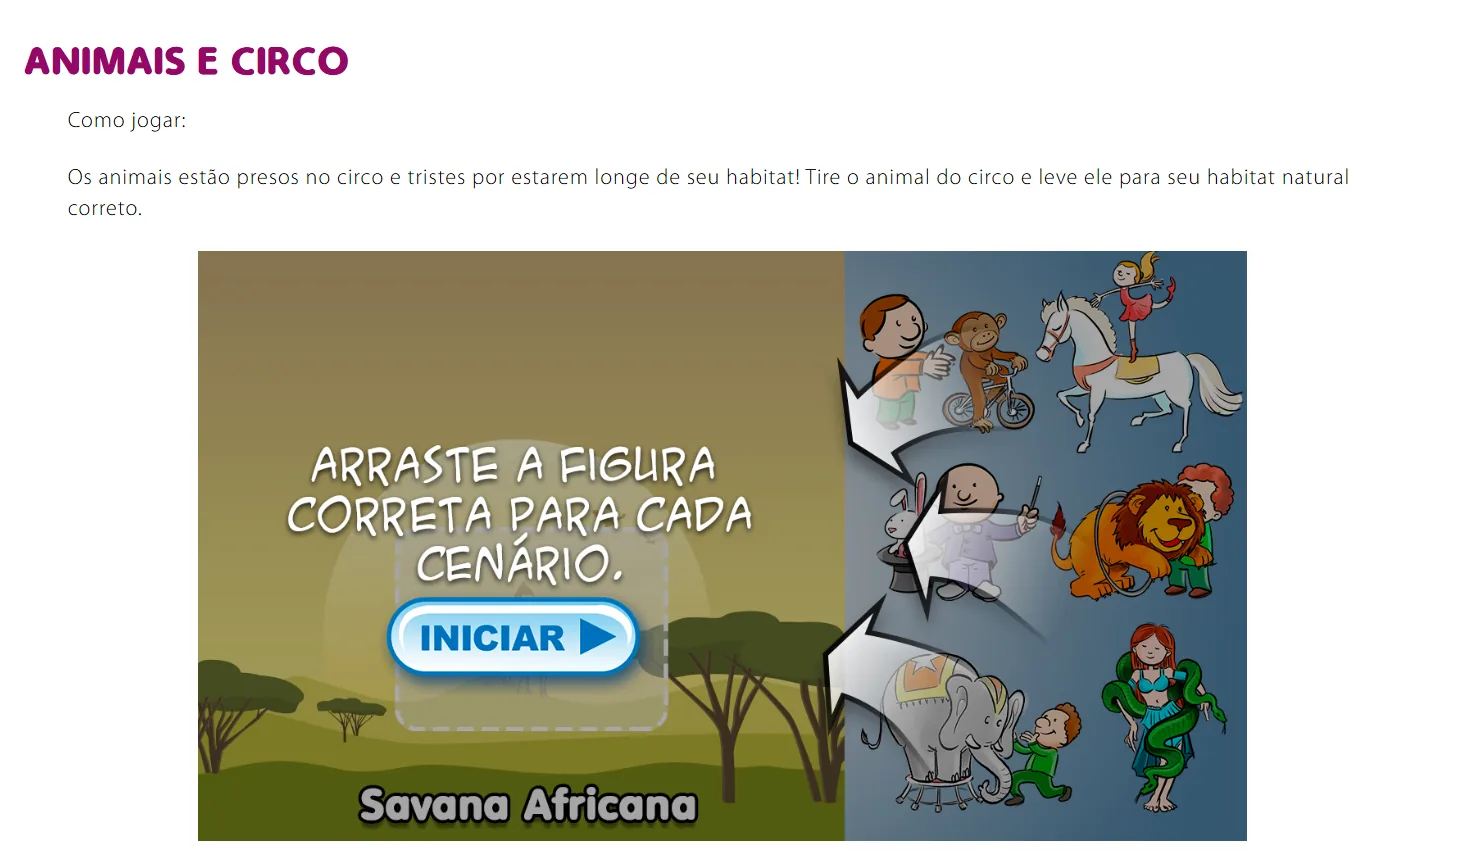 ANIMAIS E CIRCO
Como jogar:
Os animais estão presos no circo e tristes por estarem longe de seu habitat! Tire o animal do circo e leve ele para seu habitat natural
correto.
ARRASTE A FIGURA
CORRETA PARA CADA
CENÁRIO.
INICIAR
Savana Africana